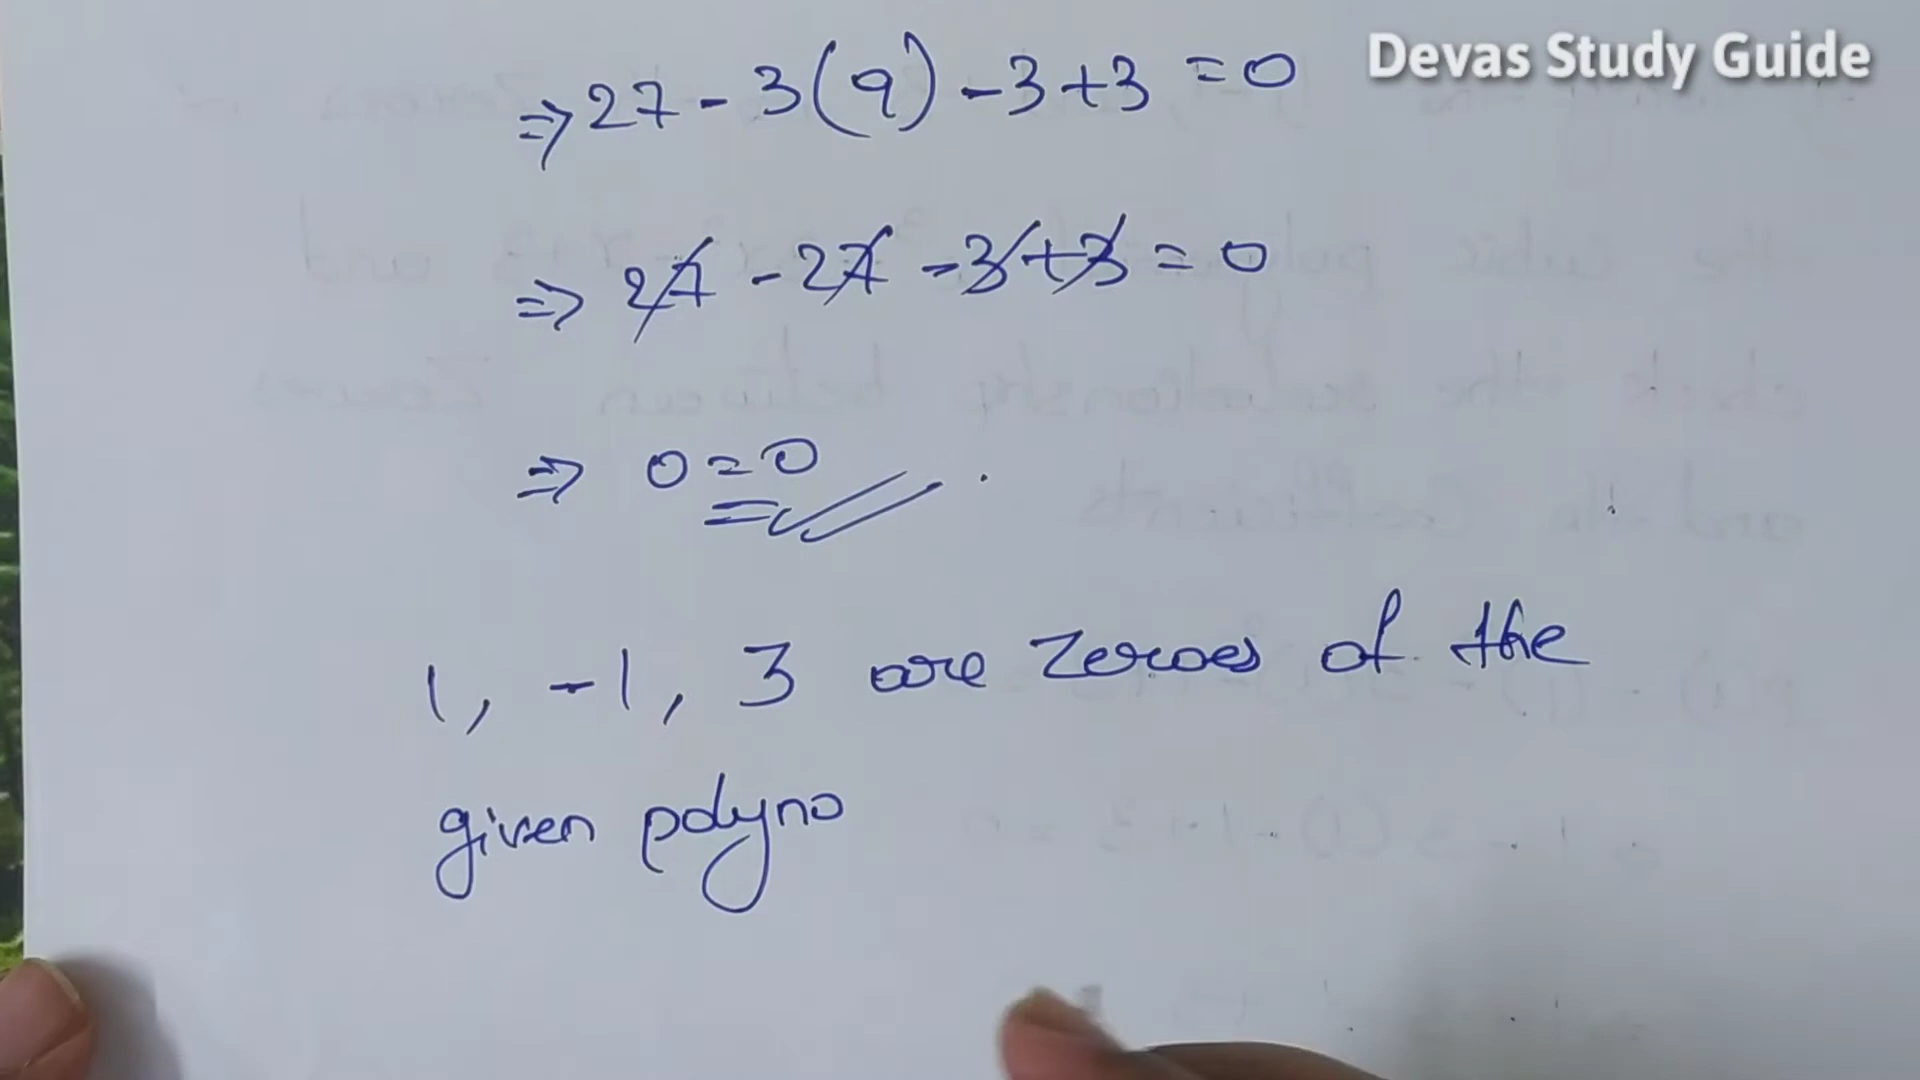 Devas Study Guide
⇒ 27 - 3(9) - 3 + 3 = 0
⇒ 27 - 27 - 3 + 3 = 0
⇒ 0 = 0
1, -1, 3 are zeroes of the
given polyno